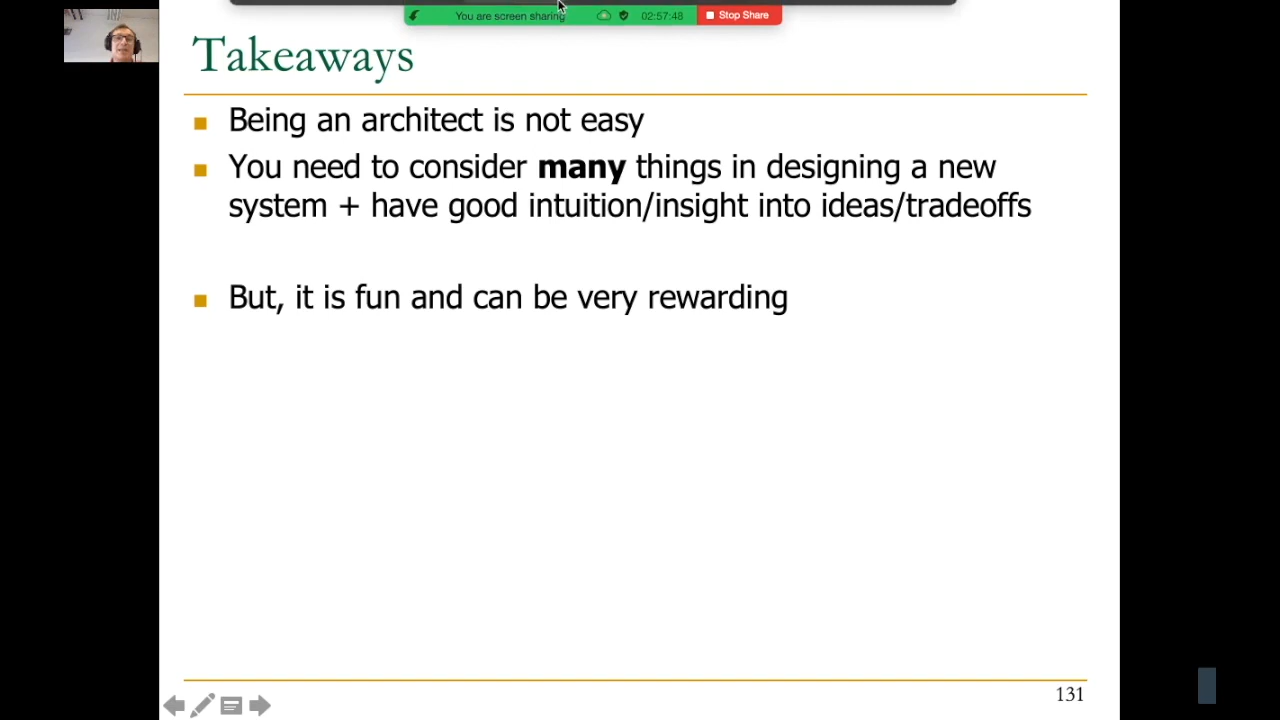 You are screen sharing 02:57:48 Stop Share
Takeaways
Being an architect is not easy
You need to consider many things in designing a new
system + have good intuition/insight into ideas/tradeoffs
But, it is fun and can be very rewarding
131